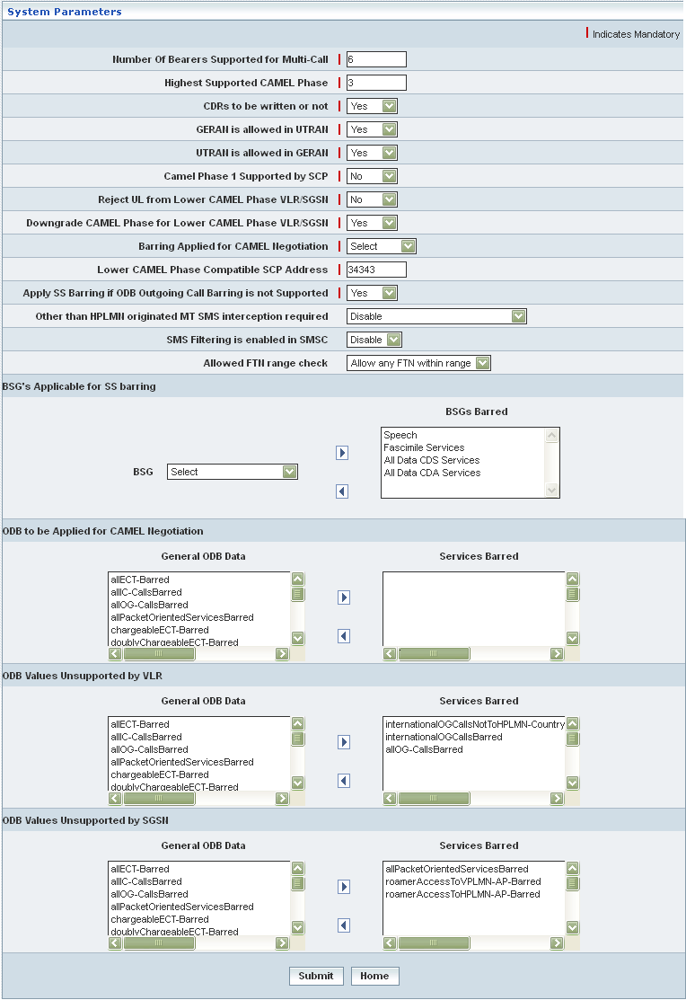 System Parameters
Indicates Mandatory
Number Of Bearers Supported for Multi-Call 6
Highest Supported CAMEL Phase 3
CDRs to be written or not Yes
GERAN is allowed in UTRAN Yes
UTRAN is allowed in GERAN Yes
Camel Phase 1 Supported by SCP No
Reject UL from Lower CAMEL Phase VLR/SGSN No
Downgrade CAMEL Phase for Lower CAMEL Phase VLR/SGSN Yes
Barring Applied for CAMEL Negotiation Select
Lower CAMEL Phase Compatible SCP Address 34343
Apply SS Barring if ODB Outgoing Call Barring is not Supported Yes
Other than HPLMN originated MT SMS interception required Disable
SMS Filtering is enabled in SMSC Disable
Allowed FTN range check Allow any FTN within range
BSG's Applicable for SS barring
BSGs Barred
BSG Select
Speech
Fascimile Services
All Data CDS Services
All Data CDA Services
ODB to be Applied for CAMEL Negotiation
General ODB Data
Services Barred
allECT-Barred
allIC-CallsBarred
allOG-CallsBarred
allPacketOrientedServicesBarred
chargeableECT-Barred
doublyChargeableECT-Barred
ODB Values Unsupported by VLR
General ODB Data
Services Barred
allECT-Barred
allIC-CallsBarred
allOG-CallsBarred
allPacketOrientedServicesBarred
chargeableECT-Barred
doublyChargeableECT-Barred
internationalOGCallsNotToHPLMN-Country
internationalOGCallsBarred
allOG-CallsBarred
ODB Values Unsupported by SGSN
General ODB Data
Services Barred
allECT-Barred
allIC-CallsBarred
allOG-CallsBarred
allPacketOrientedServicesBarred
chargeableECT-Barred
doublyChargeableECT-Barred
allPacketOrientedServicesBarred
roamerAccessToVPLMN-AP-Barred
roamerAccessToHPLMN-AP-Barred
Submit Home